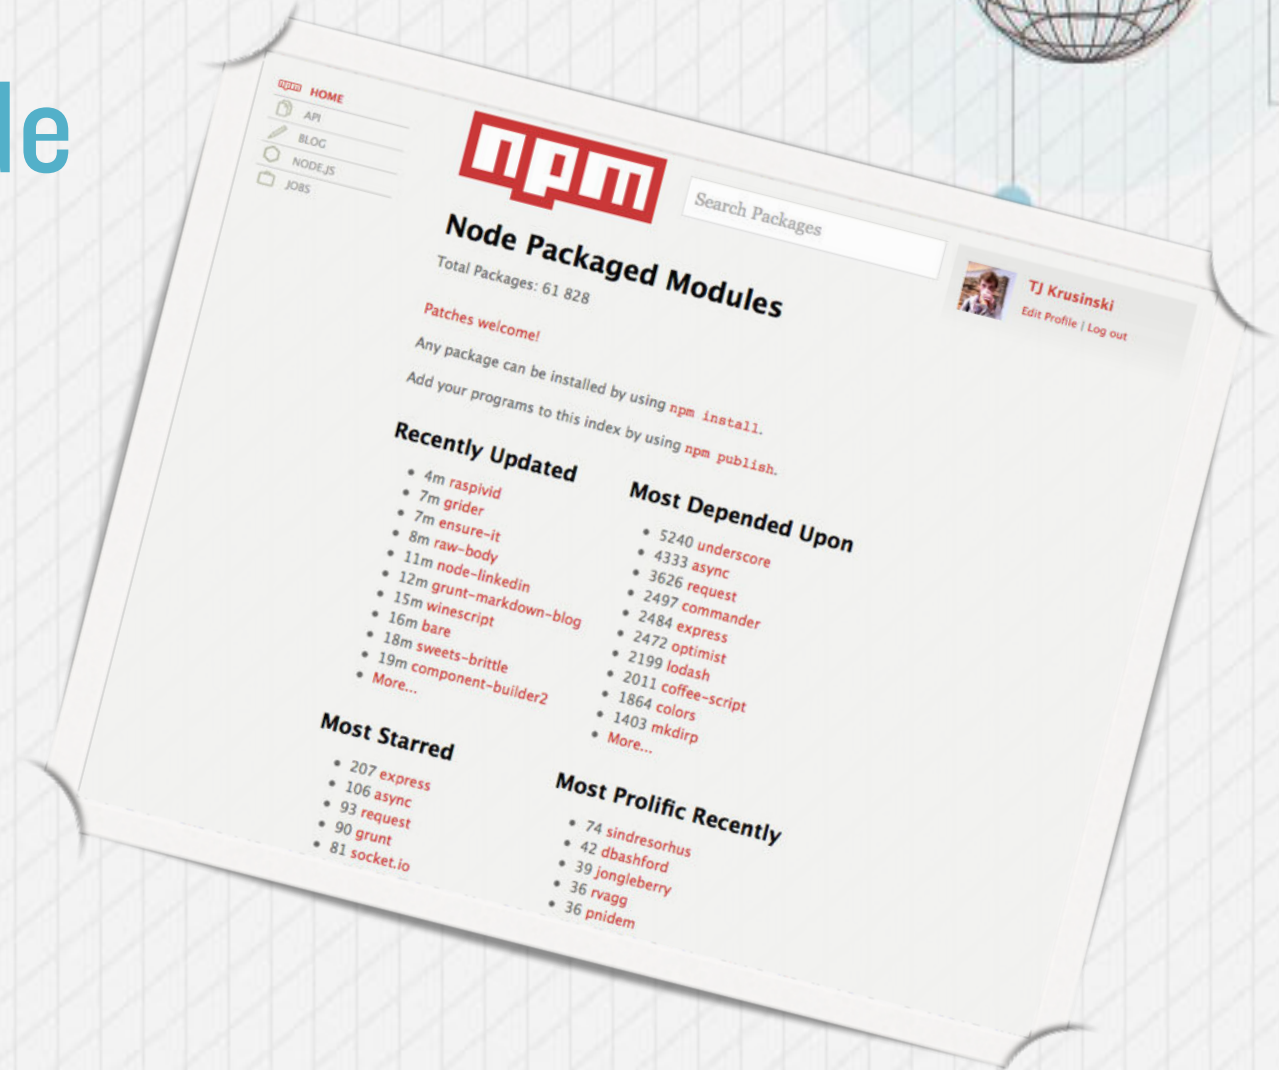 le
npm HOME
API
BLOG
NODE.JS
JOBS
npm
Search Packages
TJ Krusinski
Edit Profile | Log out
Node Packaged Modules
Total Packages: 61 828
Patches welcome!
Any package can be installed by using npm install.
Add your programs to this index by using npm publish.
Recently Updated
4m raspivid
7m grider
7m ensure-it
8m raw-body
11m node-linkedin
12m grunt-markdown-blog
15m winescript
16m bare
18m sweets-brittle
19m component-builder2
More...
Most Depended Upon
5240 underscore
4333 async
3626 request
2497 commander
2484 express
2472 optimist
2199 lodash
2011 coffee-script
1864 colors
1403 mkdirp
More...
Most Starred
207 express
106 async
93 request
90 grunt
81 socket.io
Most Prolific Recently
74 sindresorhus
42 dbashford
39 jongleberry
36 rvagg
36 pnidem